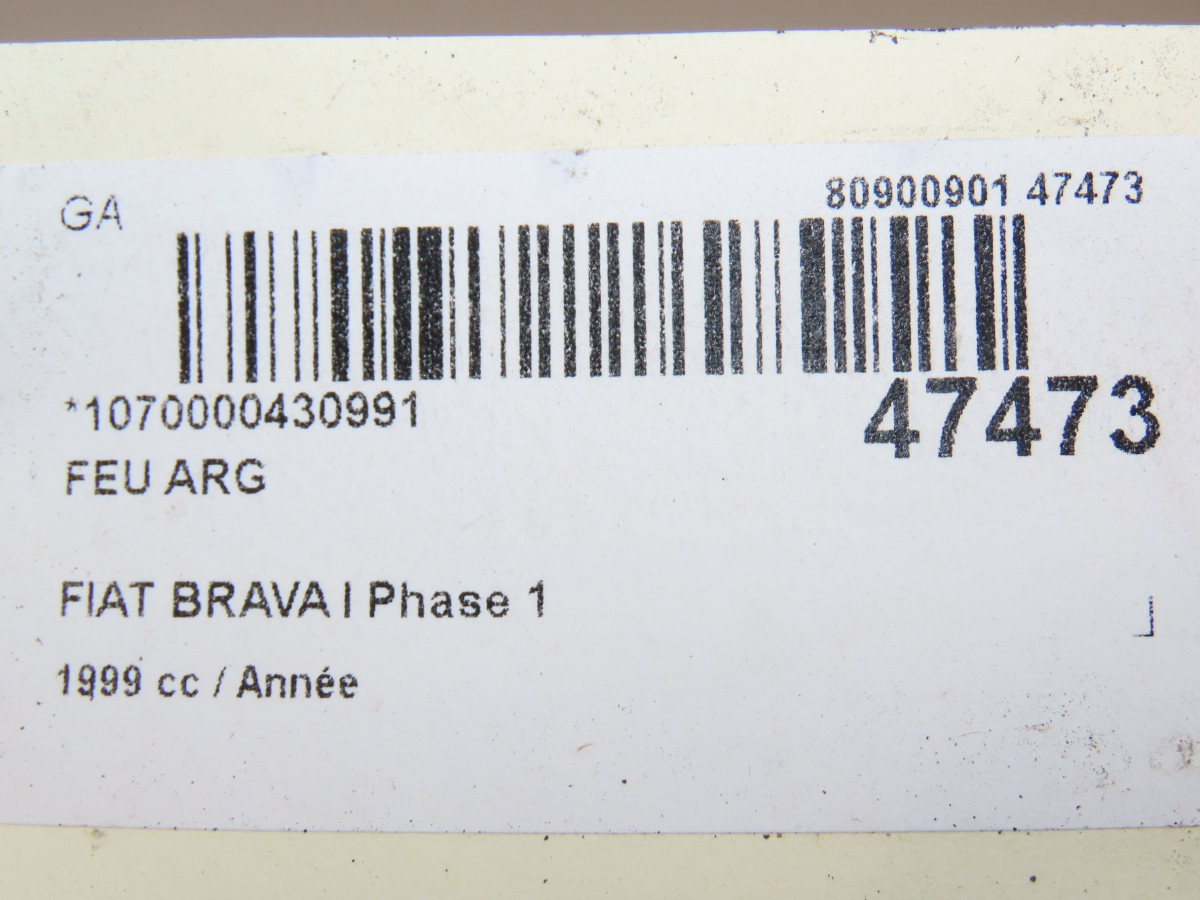 GA
80900901 47473
*1070000430991
47473
FEU ARG
FIAT BRAVA I Phase 1
1999 cc / Année